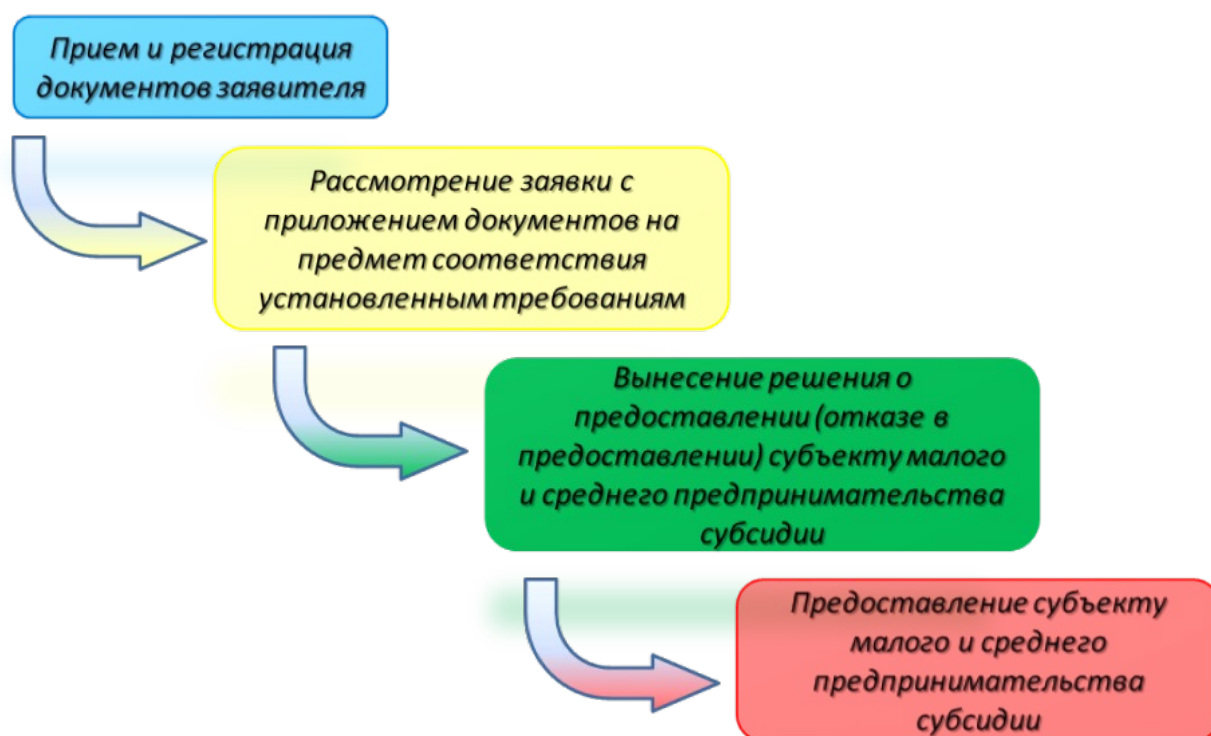 Прием и регистрация
документов заявителя
Рассмотрение заявки с
приложением документов на
предмет соответствия
установленным требованиям
Вынесение решения о
предоставлении (отказе в
предоставлении) субъекту малого
и среднего предпринимательства
субсидии
Предоставление субъекту
малого и среднего
предпринимательства
субсидии